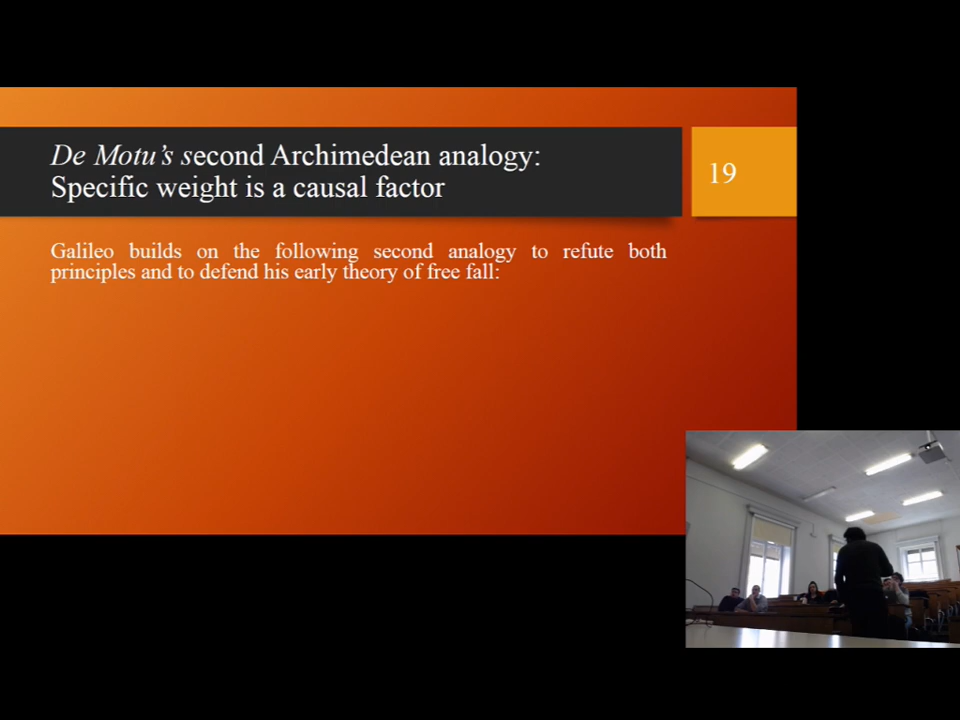 De Motu's second Archimedean analogy:
Specific weight is a causal factor
19
Galileo builds on the following second analogy to refute both
principles and to defend his early theory of free fall: